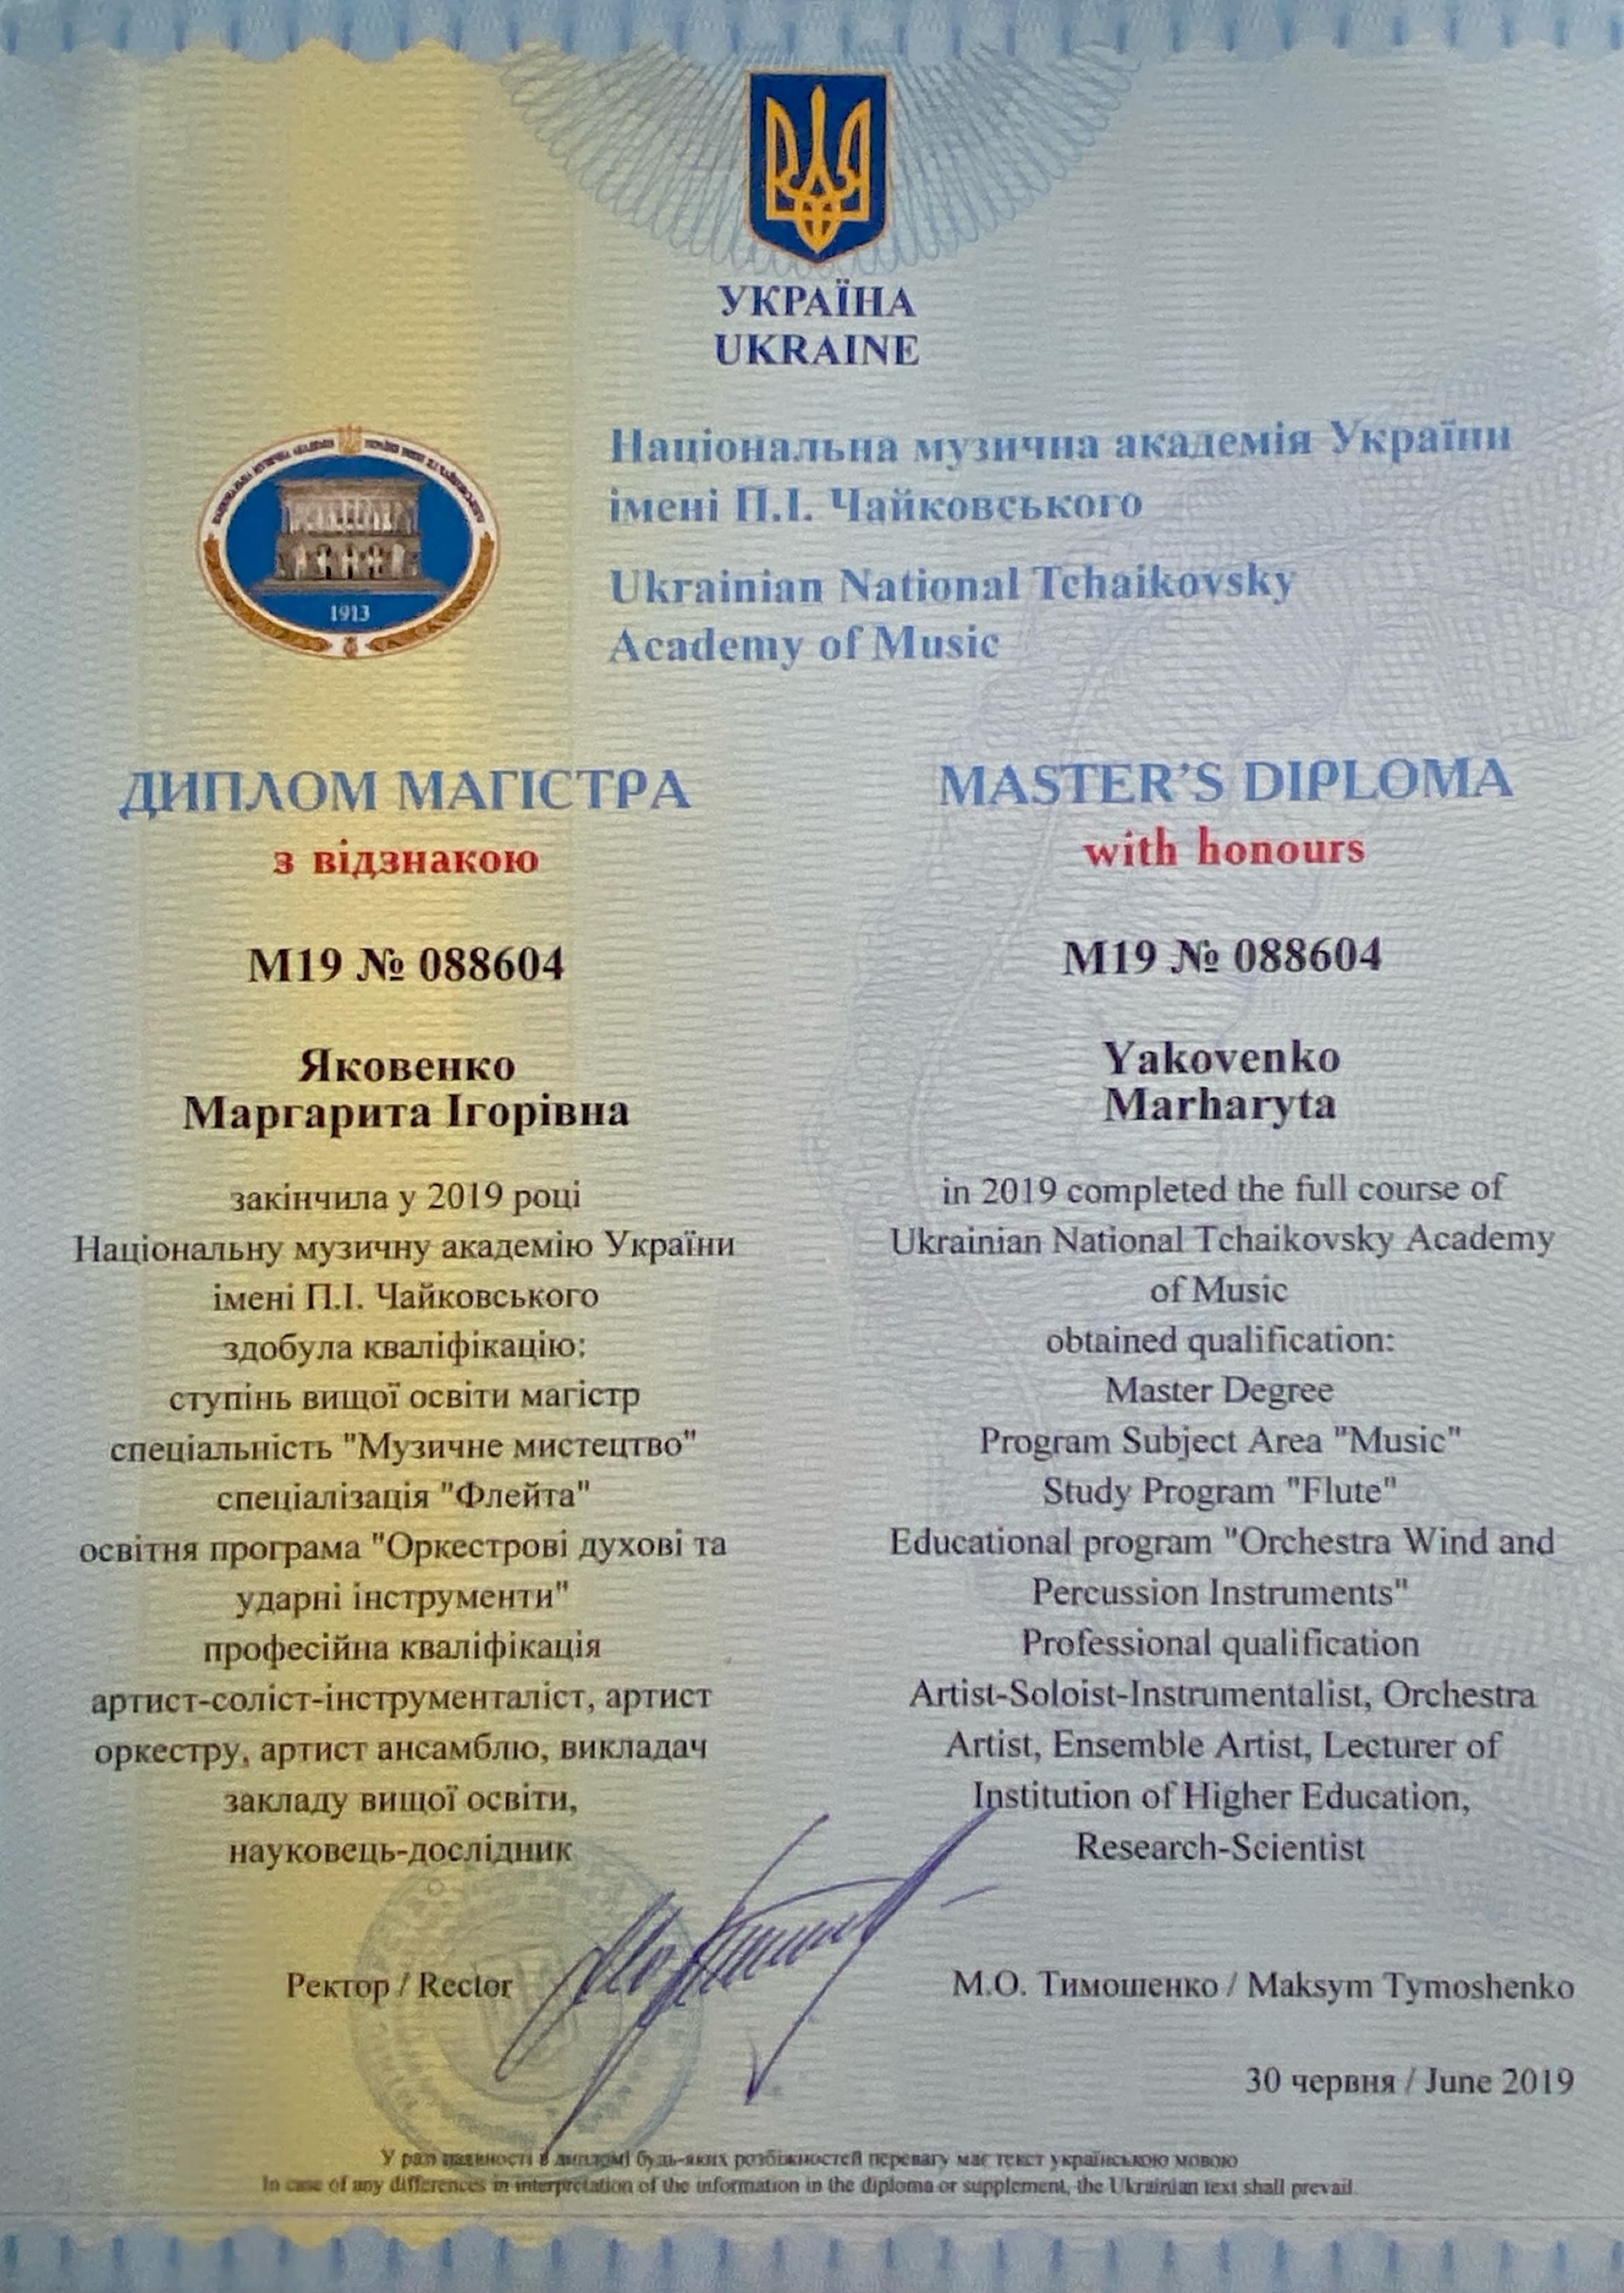 УКРАЇНА
UKRAINE
Національна музична академія України
імені П.І. Чайковського
Ukrainian National Tchaikovsky
Academy of Music
1913
ДИПЛОМ МАГІСТРА
з відзнакою
М19 № 088604
Яковенко
Маргарита Ігорівна
закінчила у 2019 році
Національну музичну академію України
імені П.І. Чайковського
здобула кваліфікацію:
ступінь вищої освіти магістр
спеціальність "Музичне мистецтво"
спеціалізація "Флейта"
освітня програма "Оркестрові духові та
ударні інструменти"
професійна кваліфікація
артист-соліст-інструменталіст, артист
оркестру, артист ансамблю, викладач
закладу вищої освіти,
науковець-дослідник
MASTER'S DIPLOMA
with honours
M19 № 088604
Yakovenko
Marharyta
in 2019 completed the full course of
Ukrainian National Tchaikovsky Academy
of Music
obtained qualification:
Master Degree
Program Subject Area "Music"
Study Program "Flute"
Educational program "Orchestra Wind and
Percussion Instruments"
Professional qualification
Artist-Soloist-Instrumentalist, Orchestra
Artist, Ensemble Artist, Lecturer of
Institution of Higher Education,
Research-Scientist
Ректор / Rector
М.О. Тимошенко / Maksym Tymoshenko
30 червня / June 2019
У разі наявності в дипломі будь-яких розбіжностей перевагу має текст українською мовою
In case of any differences in interpretation of the information in the diploma or supplement, the Ukrainian text shall prevail.